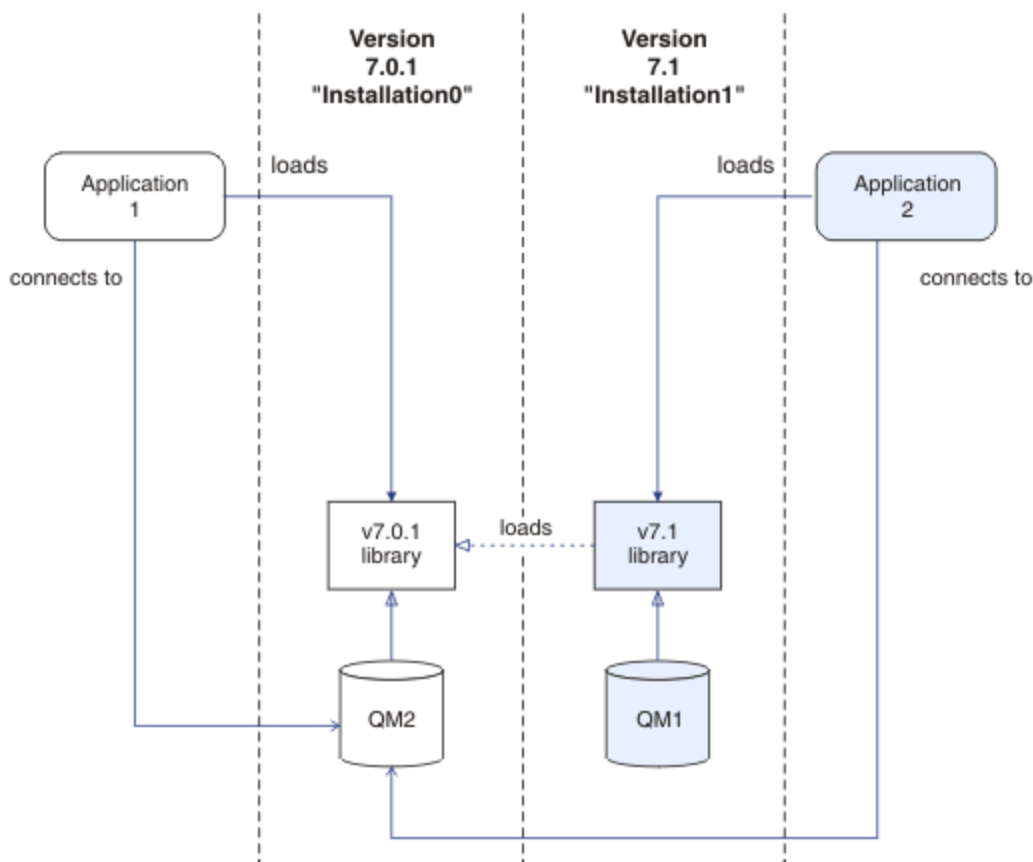 Version
7.0.1
"Installation0"
Version
7.1
"Installation1"
loads
loads
Application
1
Application
2
connects to
connects to
v7.0.1
library
loads
v7.1
library
QM2
QM1